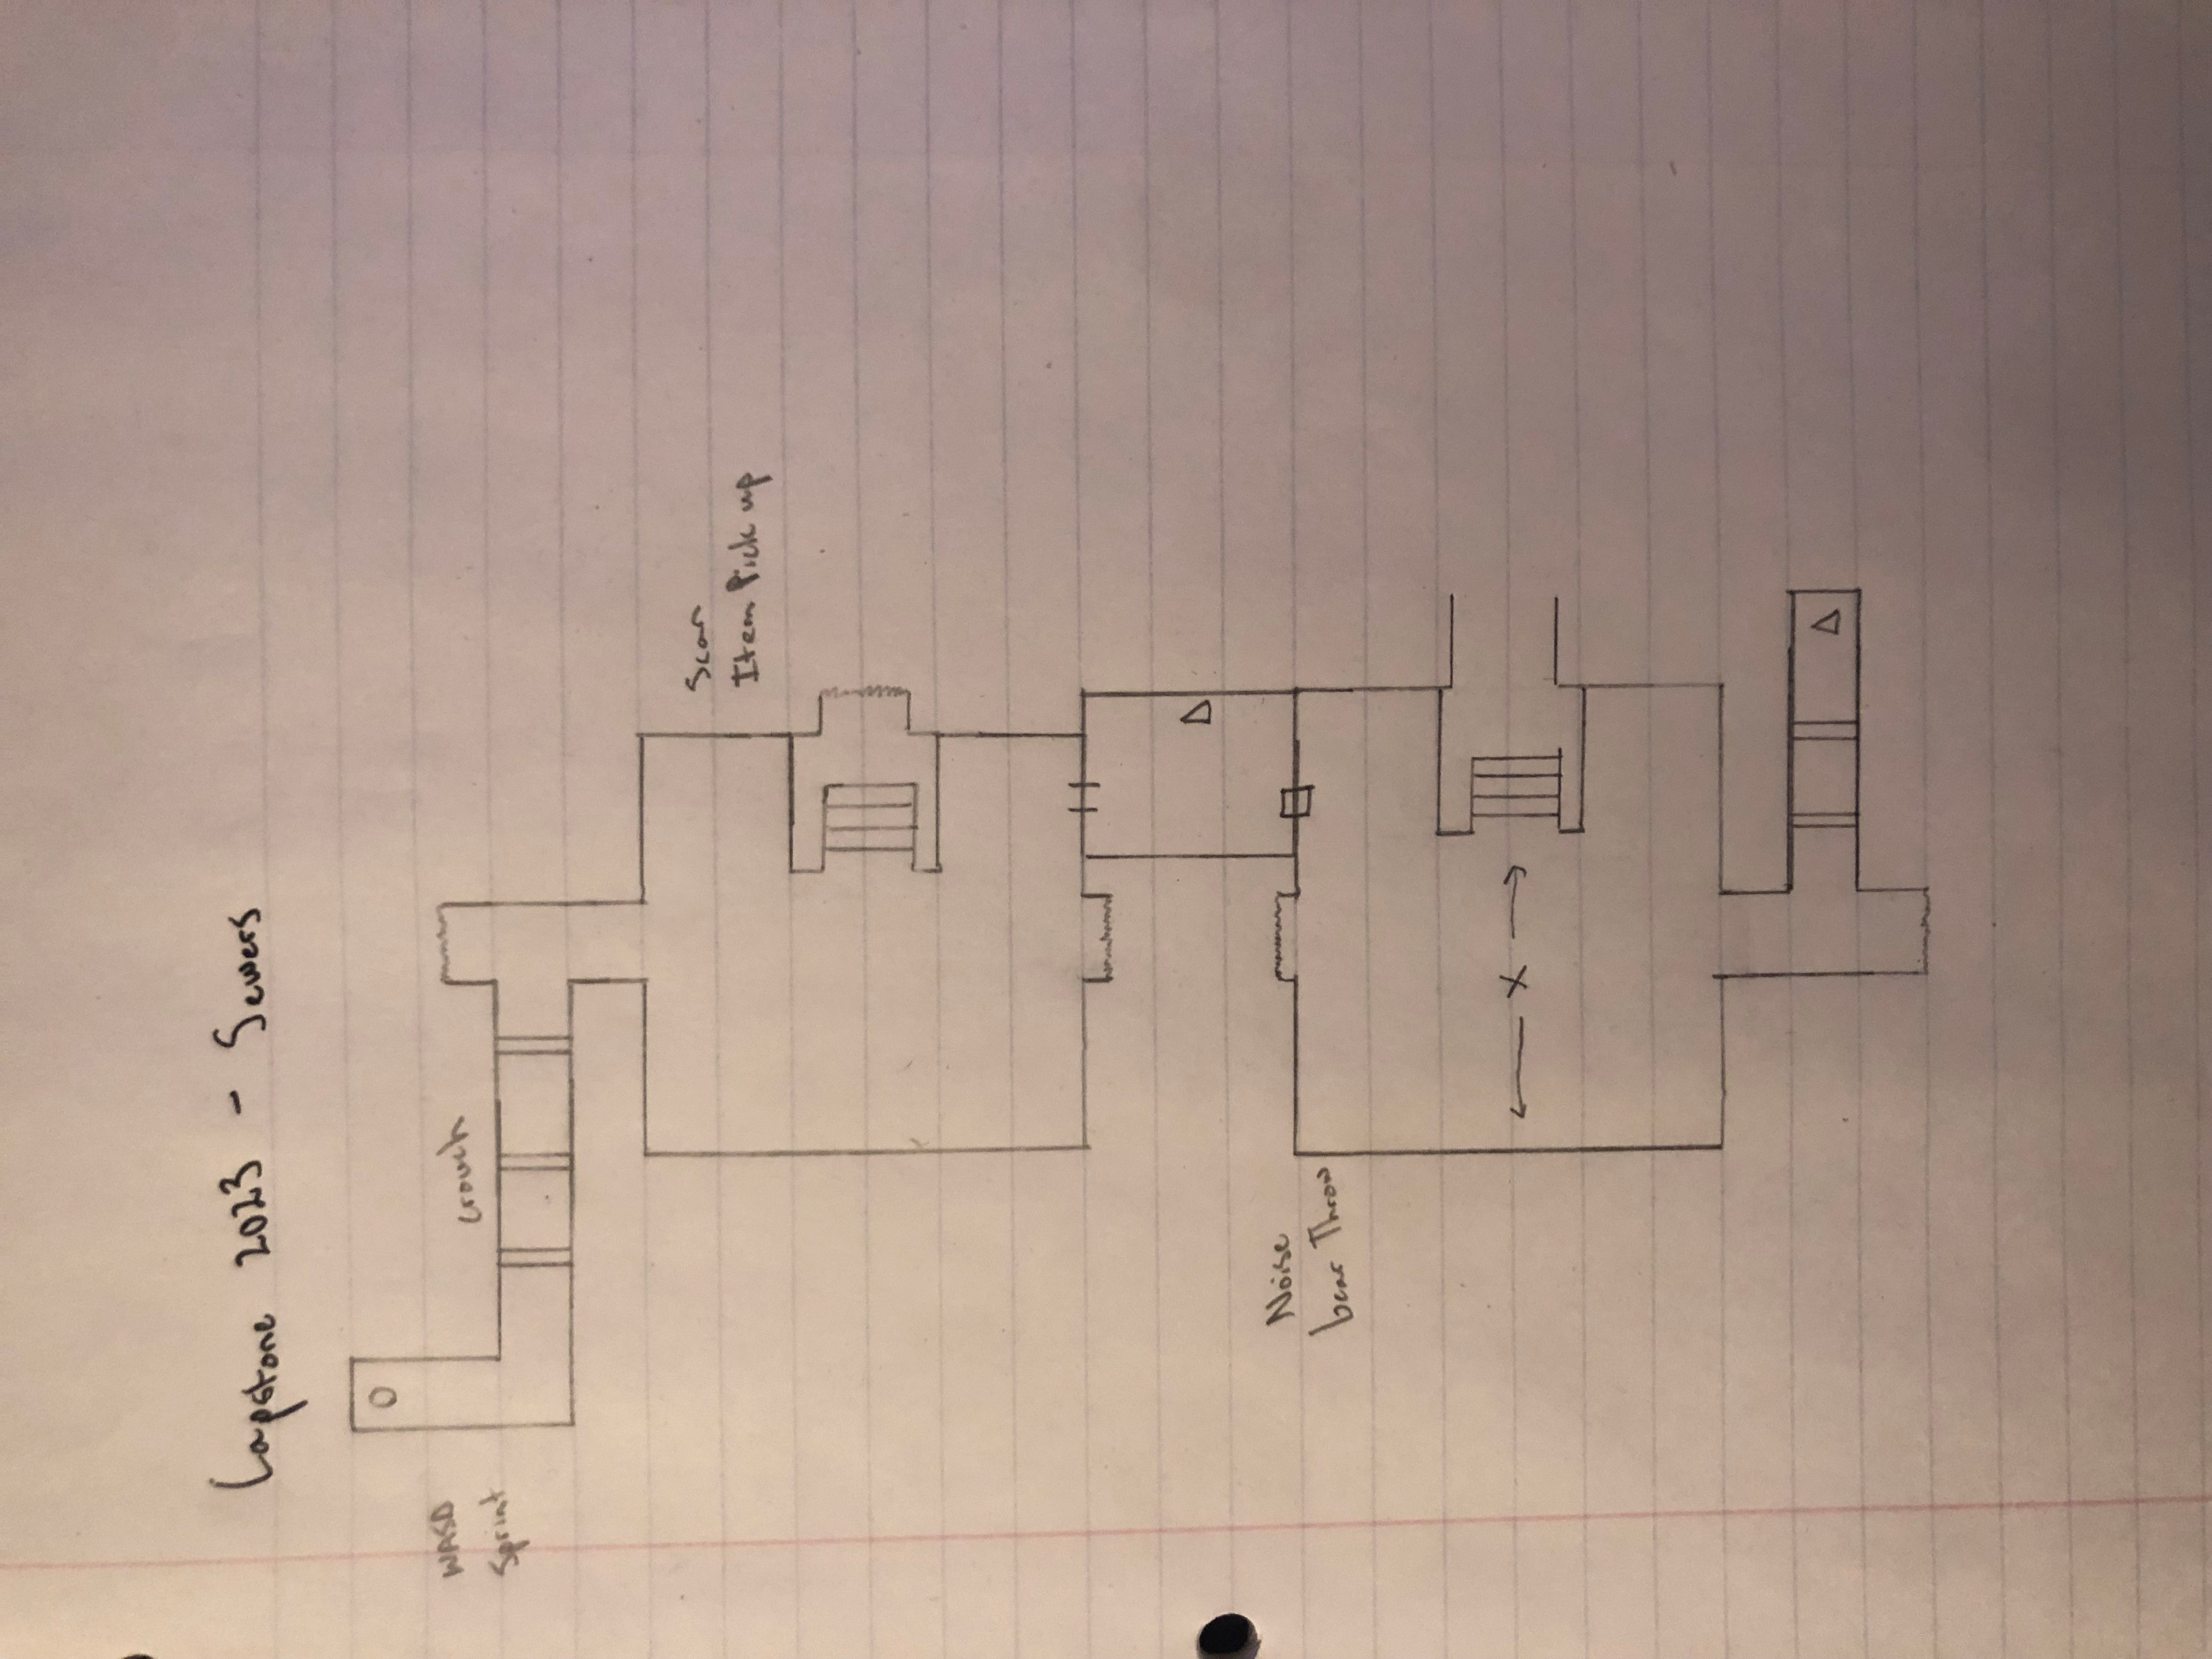 Capstone 2023 - Sewers
WASD
Sprint
crouch
Scan
Item Pick up
Noise
bear Throw